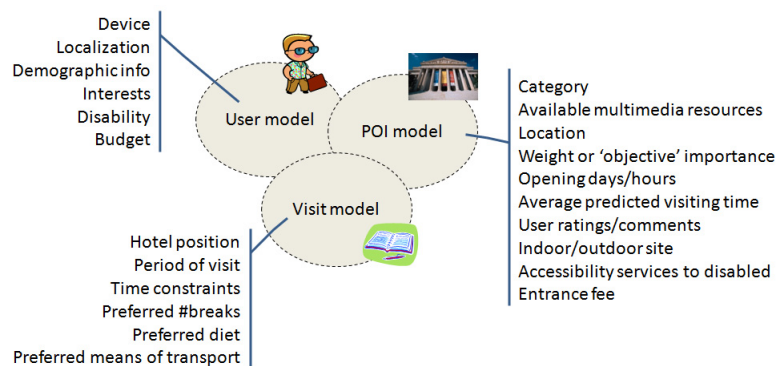 Device
Localization
Demographic info
Interests
Disability
Budget
User model
POI model
Visit model
Category
Available multimedia resources
Location
Weight or ‘objective’ importance
Opening days/hours
Average predicted visiting time
User ratings/comments
Indoor/outdoor site
Accessibility services to disabled
Entrance fee
Hotel position
Period of visit
Time constraints
Preferred #breaks
Preferred diet
Preferred means of transport